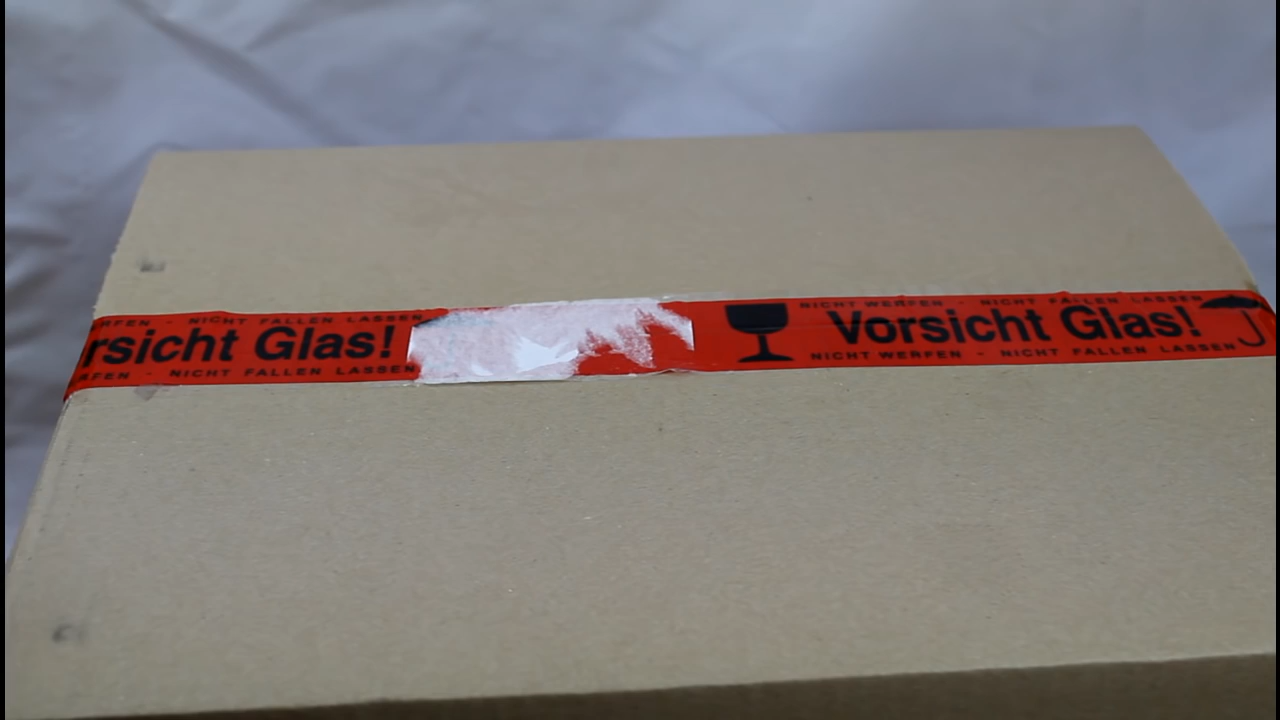 NICHT FALLEN LASSEN
rsicht Glas!
FEN - NICHT FALLEN LASSEN
NICHT WERFEN - NICHT FALLEN LASSEN
Vorsicht Glas!
NICHT WERFEN - NICHT FALLEN LASSEN